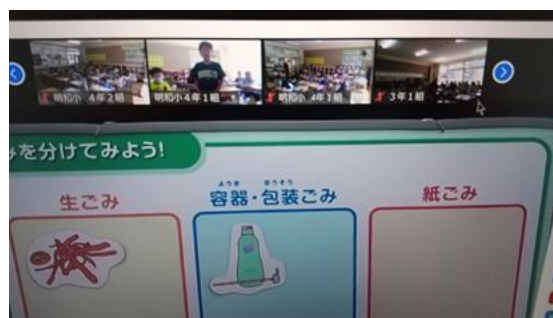 明和小 4年2組
明和小4年1組
明和小 4年1組
3年1組
みを分けてみよう!
生ごみ
ようき ほうそう
容器・包装ごみ
紙ごみ